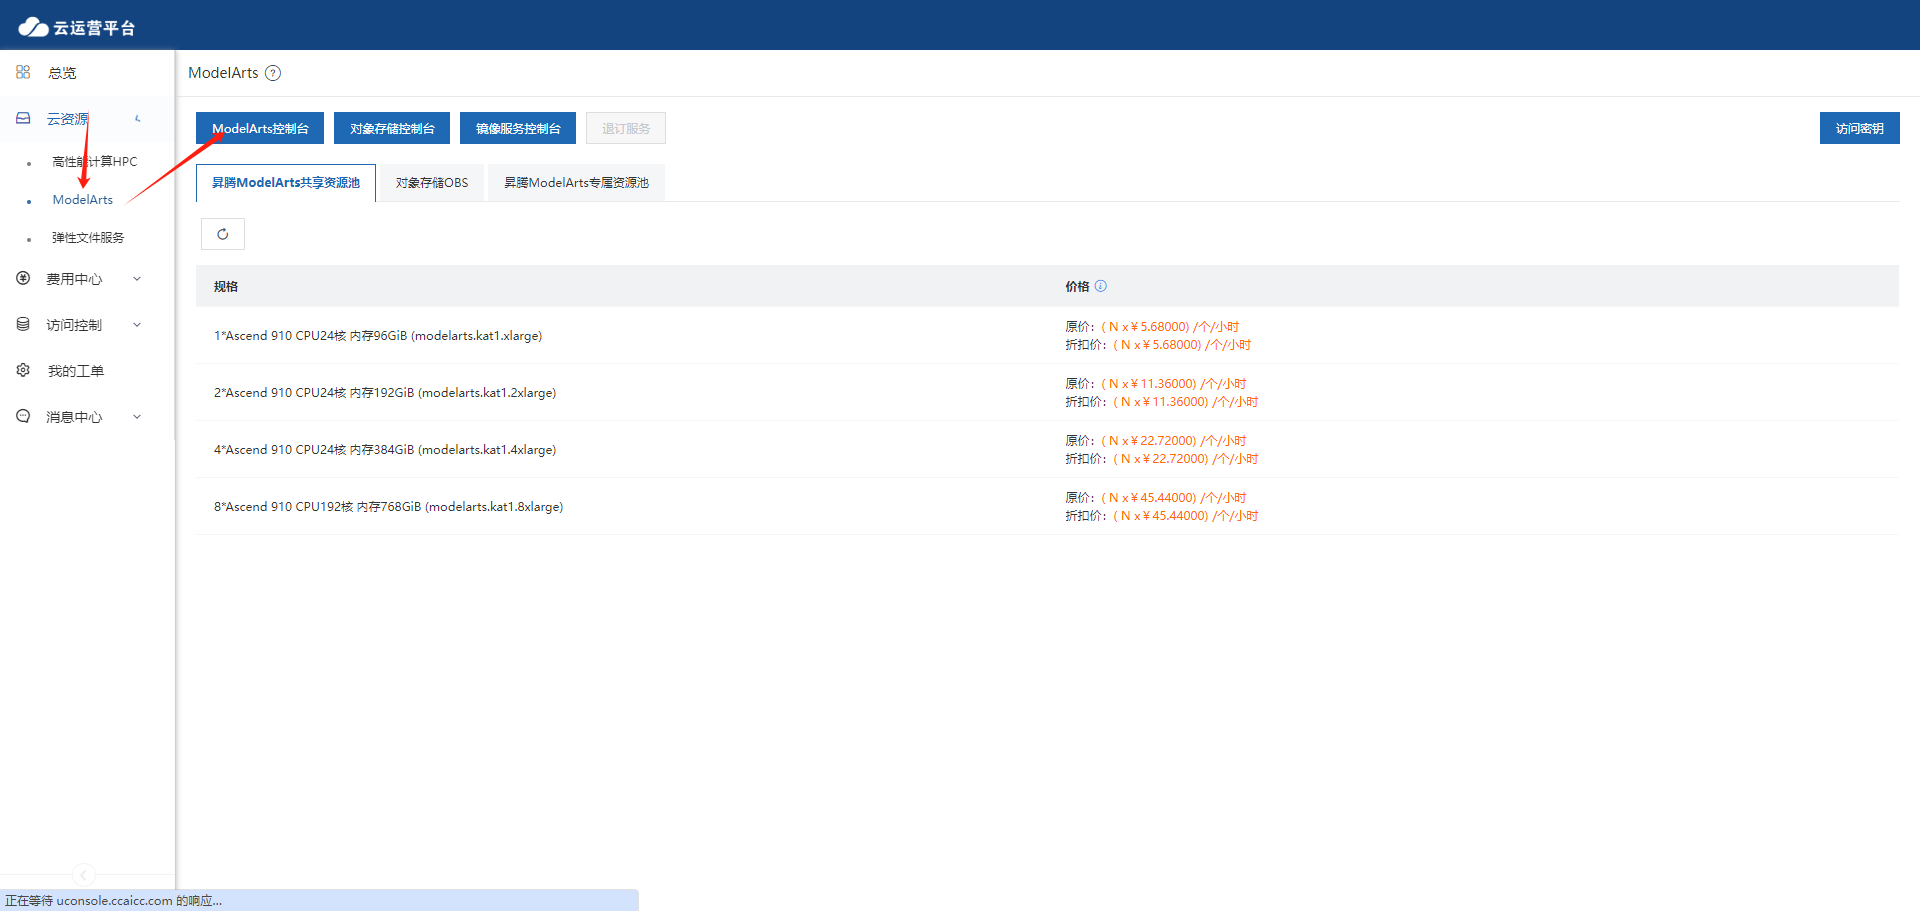 云运营平台
总览
云资源
高性能计算HPC
ModelArts
弹性文件服务
费用中心
访问控制
我的工单
消息中心
ModelArts ?
ModelArts控制台
对象存储控制台
镜像服务控制台
退订服务
访问密钥
昇腾ModelArts共享资源池
对象存储OBS
昇腾ModelArts专属资源池
规格
价格
1*Ascend 910 CPU24核 内存96GiB (modelarts.kat1.xlarge)
原价：( N x¥5.68000) /个/小时
折扣价：( N x¥5.68000) /个/小时
2*Ascend 910 CPU24核 内存192GiB (modelarts.kat1.2xlarge)
原价：( N x¥11.36000) /个/小时
折扣价：( N x¥11.36000) /个/小时
4*Ascend 910 CPU24核 内存384GiB (modelarts.kat1.4xlarge)
原价：( N x¥22.72000) /个/小时
折扣价：( N x¥22.72000) /个/小时
8*Ascend 910 CPU192核 内存768GiB (modelarts.kat1.8xlarge)
原价：( N x¥45.44000) /个/小时
折扣价：( N x¥45.44000) /个/小时
正在等待 uconsole.ccaicc.com 的响应...